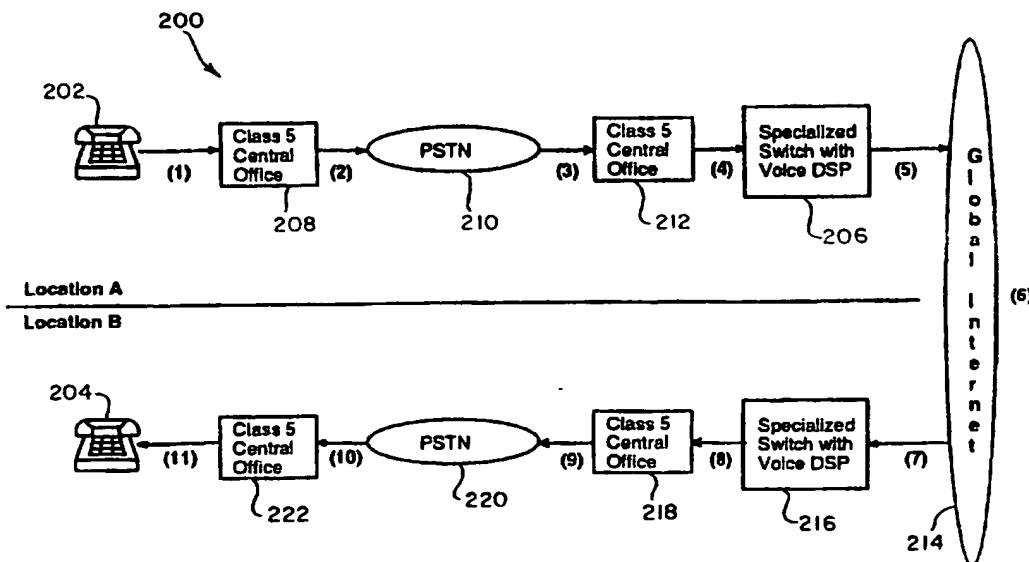 200
202
Class 5
Central
Office
PSTN
Class 5
Central
Office
Specialized
Switch with
Voice DSP
(1)
(2)
(3)
(4)
(5)
208
210
212
206
Global Internet
(6)
Location A
Location B
204
Class 5
Central
Office
PSTN
Class 5
Central
Office
Specialized
Switch with
Voice DSP
(11)
(10)
(9)
(8)
(7)
222
220
218
216
214